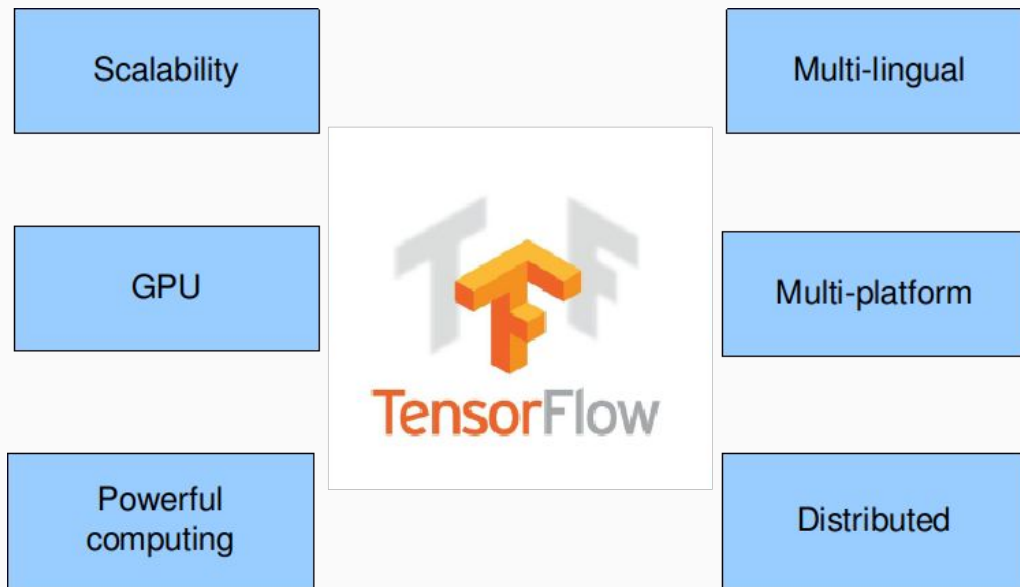 Scalability
Multi-lingual
GPU
Multi-platform
TensorFlow
Powerful
computing
Distributed